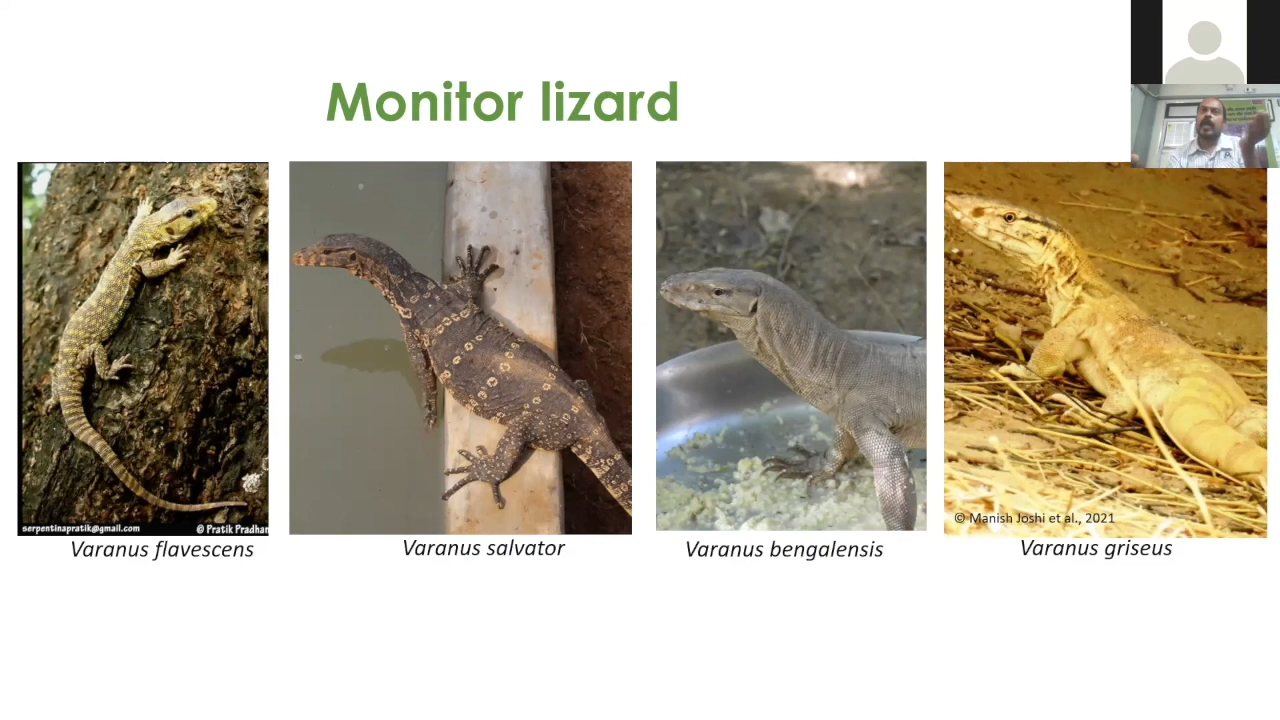 Monitor lizard
serpentinapratik@gmail.com
© Pratik Pradhan
© Manish Joshi et al., 2021
Varanus flavescens
Varanus salvator
Varanus bengalensis
Varanus griseus